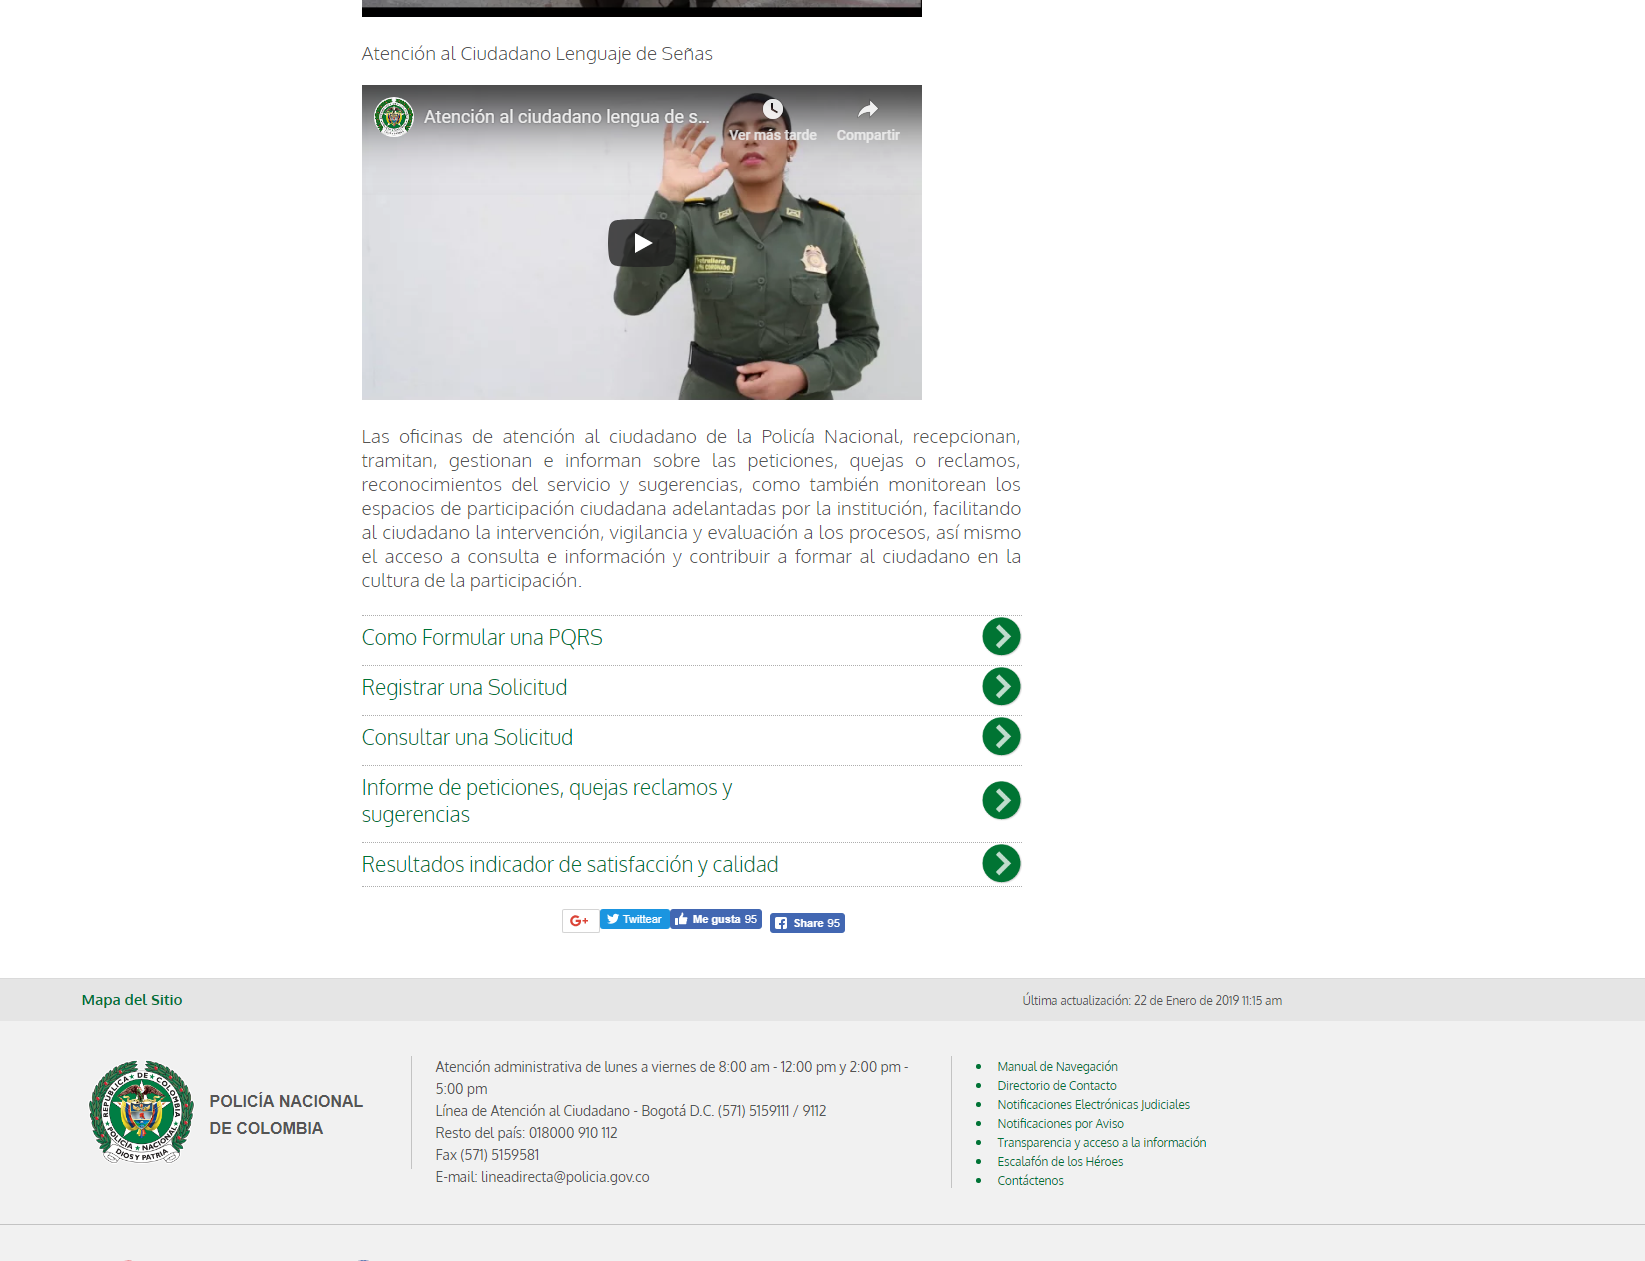 Atención al Ciudadano Lenguaje de Señas
Atención al ciudadano lengua de s...
Ver más tarde
Compartir
Patrullera
CORONADO
Las oficinas de atención al ciudadano de la Policía Nacional, recepcionan,
tramitan, gestionan e informan sobre las peticiones, quejas o reclamos,
reconocimientos del servicio y sugerencias, como también monitorean los
espacios de participación ciudadana adelantadas por la institución, facilitando
al ciudadano la intervención, vigilancia y evaluación a los procesos, así mismo
el acceso a consulta e información y contribuir a formar al ciudadano en la
cultura de la participación.
Como Formular una PQRS
Registrar una Solicitud
Consultar una Solicitud
Informe de peticiones, quejas reclamos y
sugerencias
Resultados indicador de satisfacción y calidad
G+
Twittear
Me gusta 95
Share 95
Mapa del Sitio
Última actualización: 22 de Enero de 2019 11:15 am
REPUBLICA DE COLOMBIA
POLICIA NACIONAL
DIOS Y PATRIA
POLICÍA NACIONAL
DE COLOMBIA
Atención administrativa de lunes a viernes de 8:00 am - 12:00 pm y 2:00 pm -
5:00 pm
Línea de Atención al Ciudadano - Bogotá D.C. (571) 5159111 / 9112
Resto del país: 018000 910 112
Fax (571) 5159581
E-mail: lineadirecta@policia.gov.co
Manual de Navegación
Directorio de Contacto
Notificaciones Electrónicas Judiciales
Notificaciones por Aviso
Transparencia y acceso a la información
Escalafón de los Héroes
Contáctenos